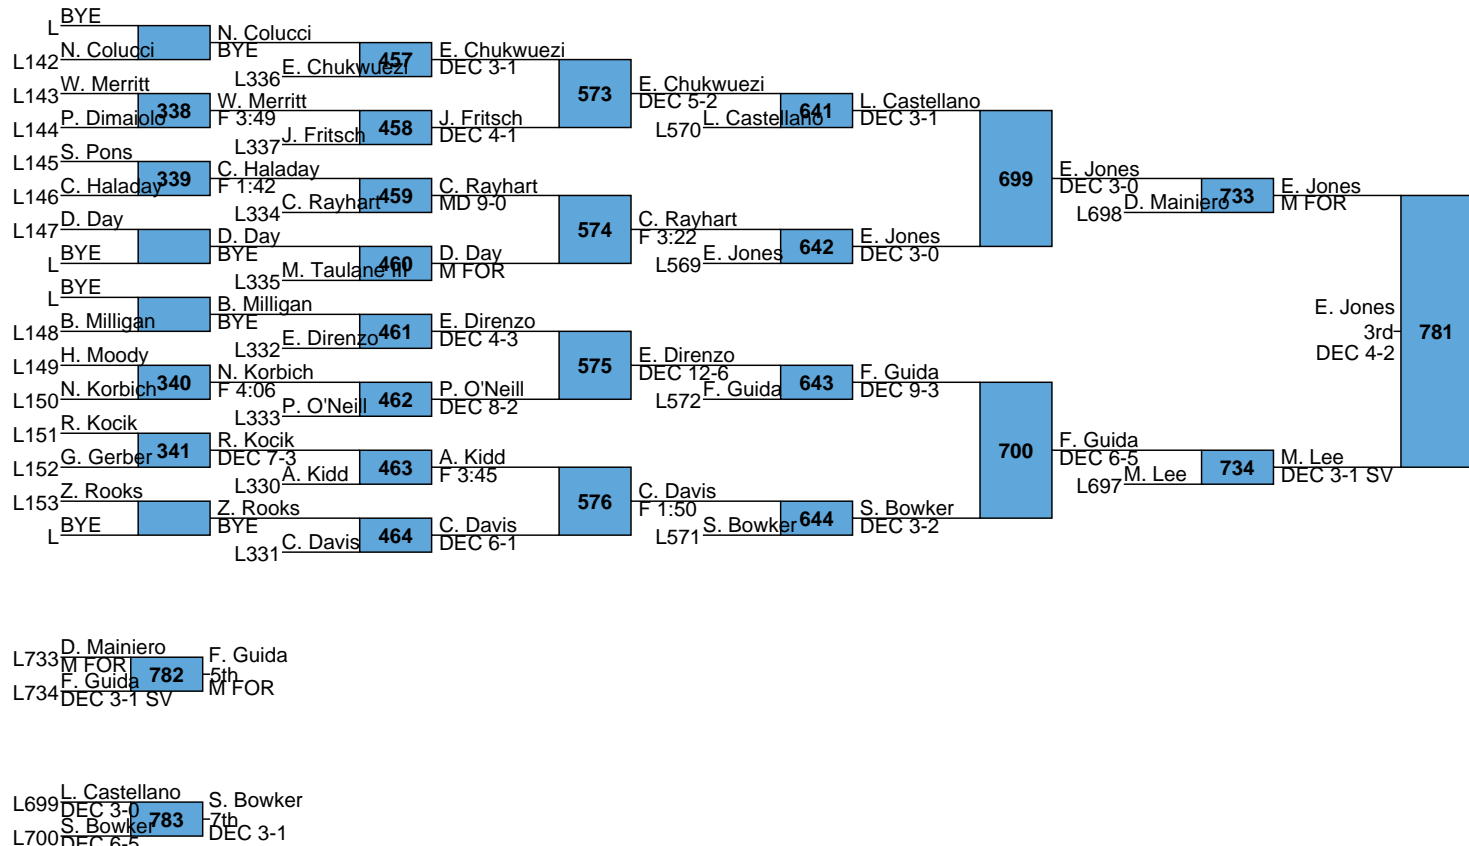 BYE
L
N. Colucci
L142
N. Colucci
BYE
W. Merritt
L143
338
P. Dimaiolo
L144
W. Merritt
F 3:49
S. Pons
L145
339
C. Haladay
L146
C. Haladay
F 1:42
D. Day
L147
BYE
L
D. Day
BYE
BYE
L
B. Milligan
L148
B. Milligan
BYE
H. Moody
L149
340
N. Korbich
L150
N. Korbich
F 4:06
R. Kocik
L151
341
G. Gerber
L152
R. Kocik
DEC 7-3
Z. Rooks
L153
BYE
L
Z. Rooks
BYE
457
E. Chukwuezi
L336
E. Chukwuezi
DEC 3-1
458
J. Fritsch
L337
J. Fritsch
DEC 4-1
459
C. Rayhart
L334
C. Rayhart
MD 9-0
460
M. Taulane III
L335
D. Day
M FOR
461
E. Direnzo
L332
E. Direnzo
DEC 4-3
462
P. O'Neill
L333
P. O'Neill
DEC 8-2
463
A. Kidd
L330
A. Kidd
F 3:45
464
C. Davis
L331
C. Davis
DEC 6-1
573
E. Chukwuezi
DEC 5-2
574
C. Rayhart
F 3:22
575
E. Direnzo
DEC 12-6
576
C. Davis
F 1:50
641
L. Castellano
L570
L. Castellano
DEC 3-1
642
E. Jones
L569
E. Jones
DEC 3-0
643
F. Guida
L572
F. Guida
DEC 9-3
644
S. Bowker
L571
S. Bowker
DEC 3-2
699
E. Jones
DEC 3-0
700
F. Guida
DEC 6-5
733
D. Mainiero
L698
E. Jones
M FOR
734
M. Lee
L697
M. Lee
DEC 3-1 SV
781
E. Jones
3rd
DEC 4-2
D. Mainiero
L733
M FOR
782
F. Guida
L734
DEC 3-1 SV
F. Guida
5th
M FOR
L. Castellano
L699
DEC 3-0
783
S. Bowker
L700
DEC 6-5
S. Bowker
7th
DEC 3-1